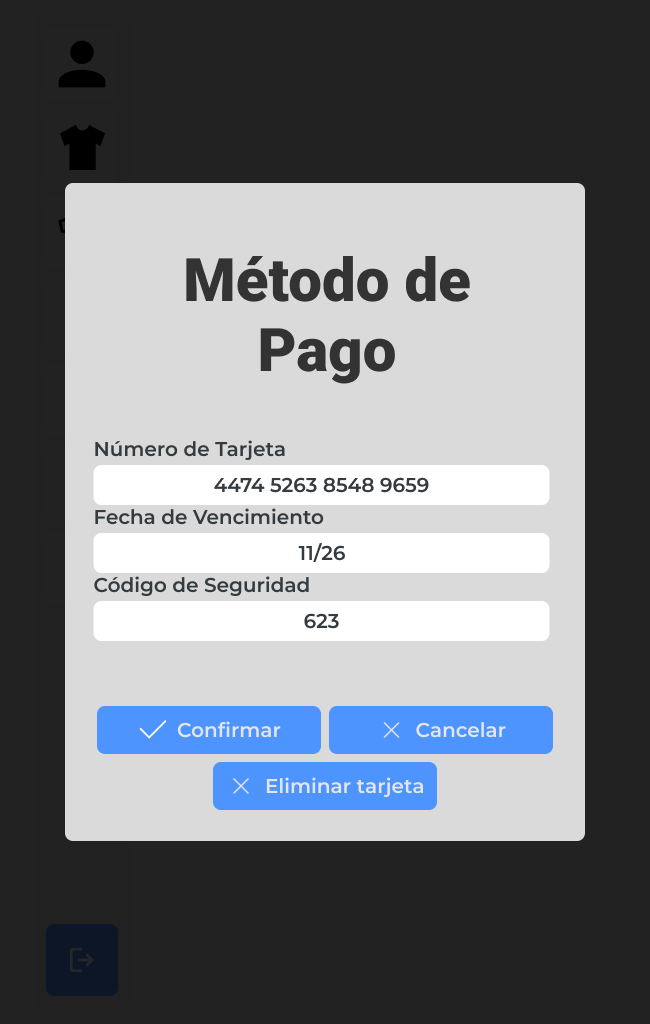 Método de
Pago
Número de Tarjeta
4474 5263 8548 9659
Fecha de Vencimiento
11/26
Código de Seguridad
623
Confirmar
Cancelar
Eliminar tarjeta